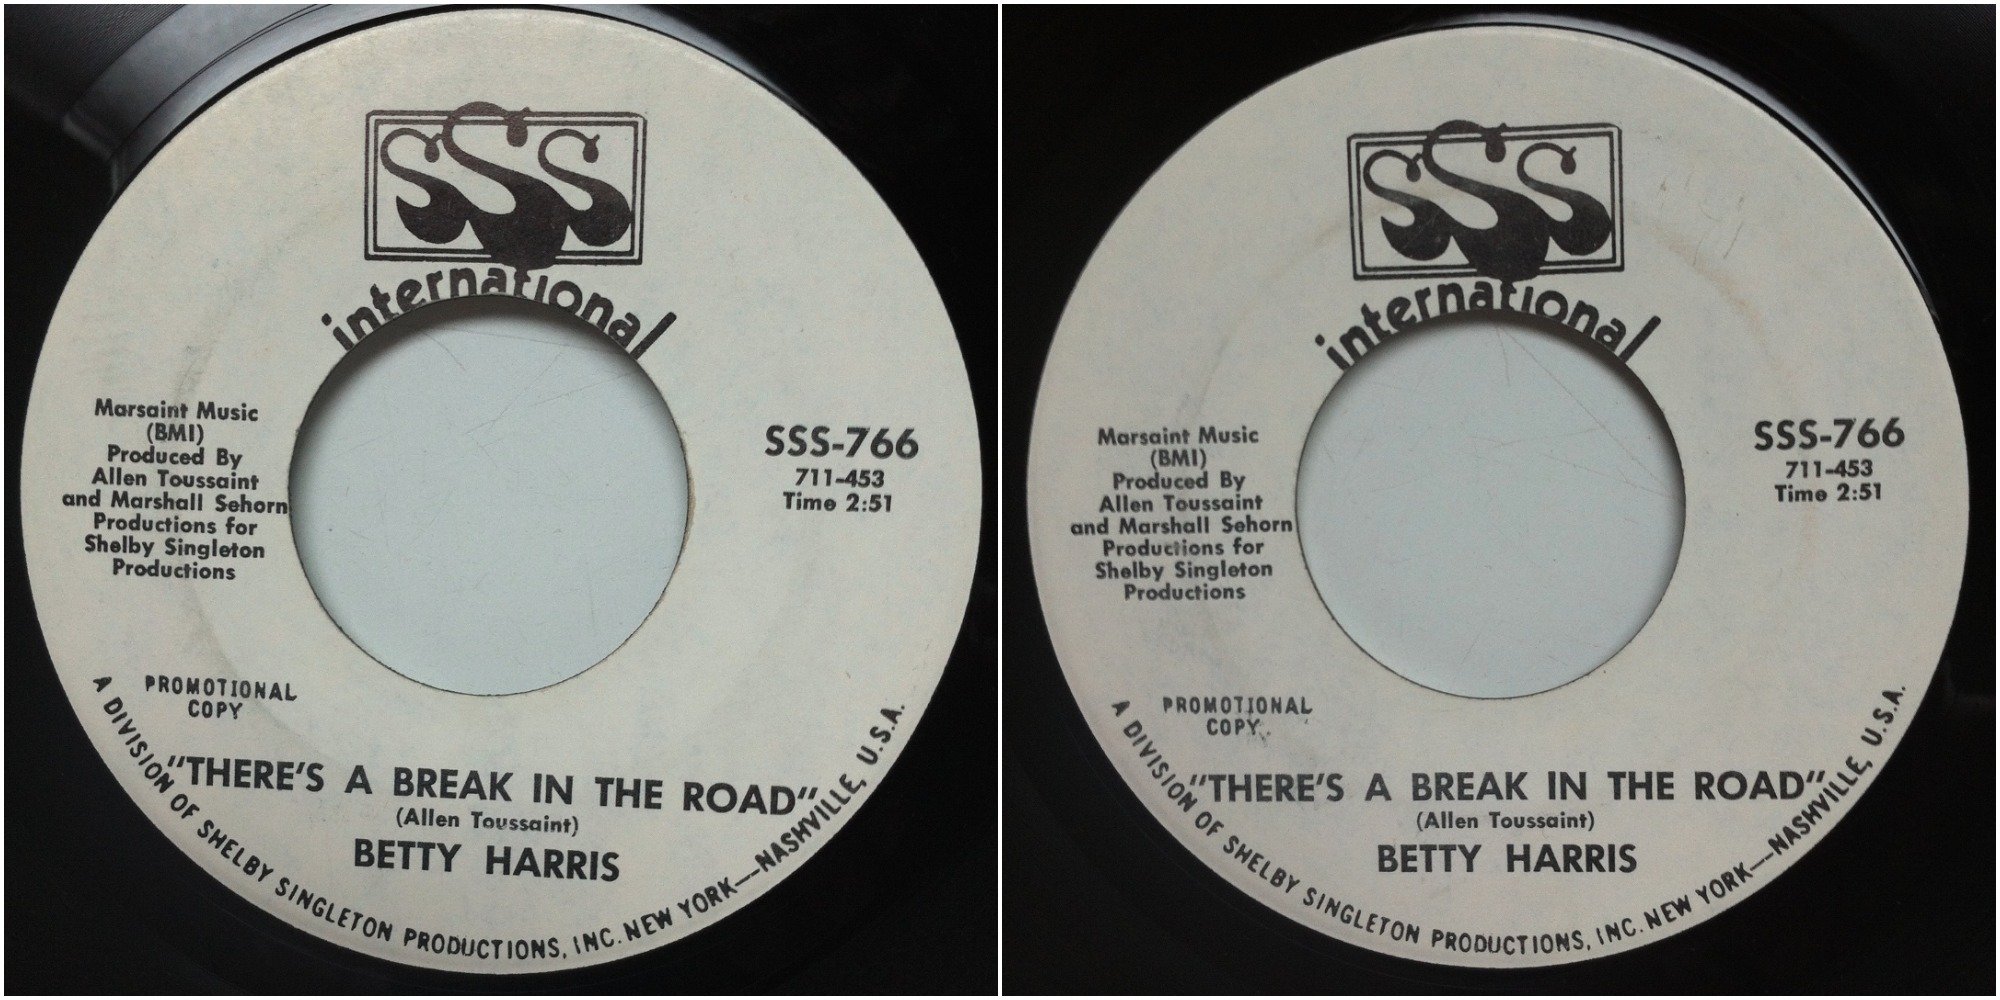 SSS
international
Marsaint Music
(BMI)
Produced By
Allen Toussaint
and Marshall Sehorn
Productions for
Shelby Singleton
Productions
SSS-766
711-453
Time 2:51
PROMOTIONAL
COPY
"THERE'S A BREAK IN THE ROAD"
(Allen Toussaint)
BETTY HARRIS
A DIVISION OF SHELBY SINGLETON PRODUCTIONS, INC. NEW YORK—NASHVILLE, U.S.A.
SSS
international
Marsaint Music
(BMI)
Produced By
Allen Toussaint
and Marshall Sehorn
Productions for
Shelby Singleton
Productions
SSS-766
711-453
Time 2:51
PROMOTIONAL
COPY
"THERE'S A BREAK IN THE ROAD"
(Allen Toussaint)
BETTY HARRIS
A DIVISION OF SHELBY SINGLETON PRODUCTIONS, INC. NEW YORK—NASHVILLE, U.S.A.